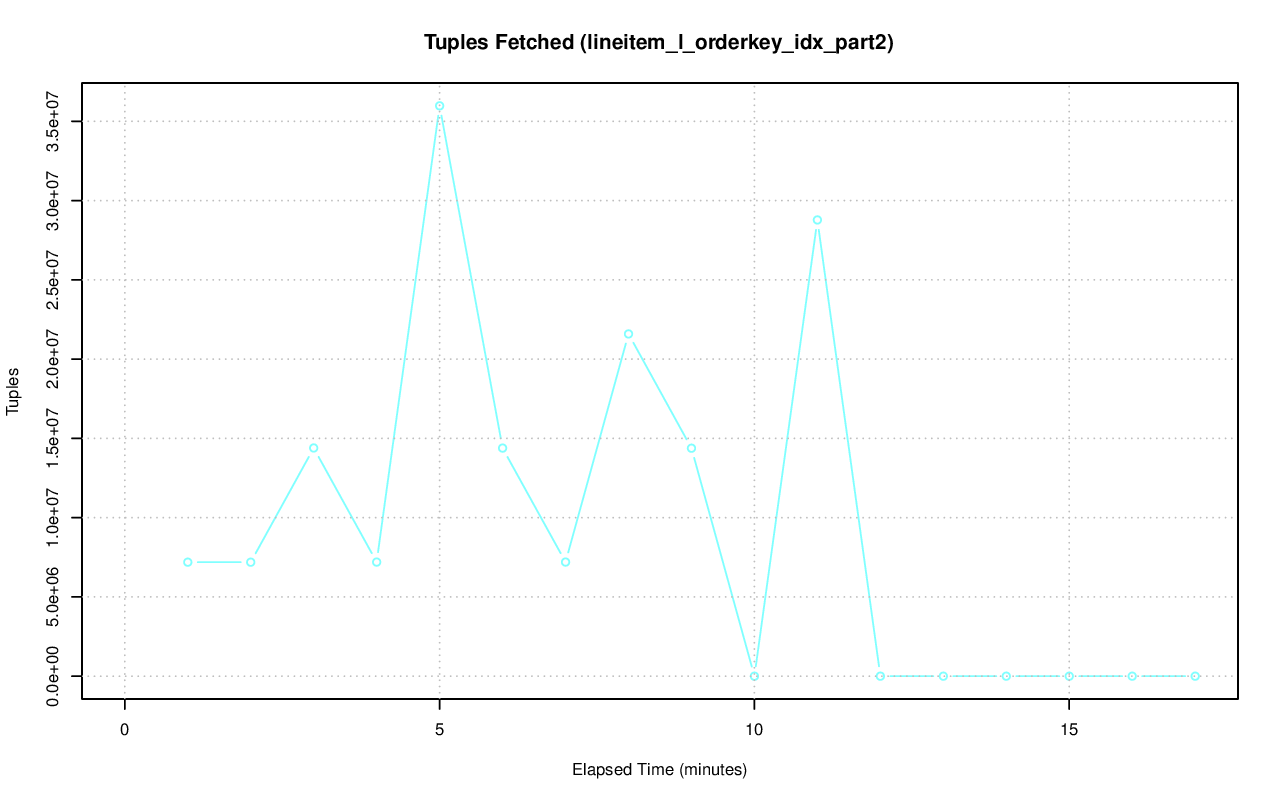 Tuples Fetched (lineitem_l_orderkey_idx_part2)
3.5e+07
3.0e+07
2.5e+07
2.0e+07
1.5e+07
1.0e+07
5.0e+06
0.0e+00
Tuples
0 5 10 15
Elapsed Time (minutes)